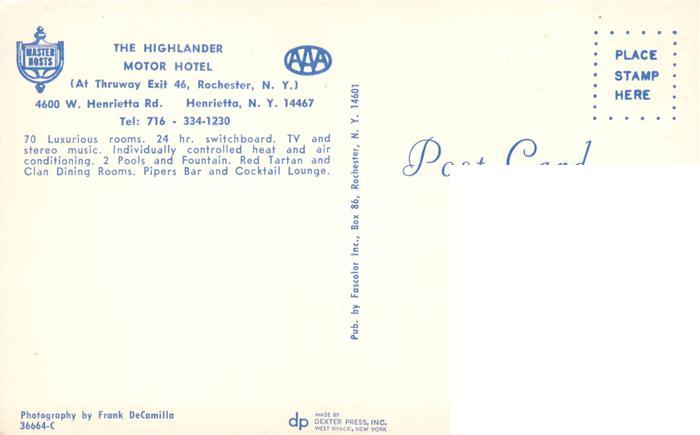 MASTER
HOSTS
THE HIGHLANDER
MOTOR HOTEL
AAA
(At Thruway Exit 46, Rochester, N. Y.)
4600 W. Henrietta Rd. Henrietta, N. Y. 14467
Tel: 716 - 334-1230
70 Luxurious rooms. 24 hr. switchboard. TV and
stereo music. Individually controlled heat and air
conditioning. 2 Pools and Fountain. Red Tartan and
Clan Dining Rooms. Pipers Bar and Cocktail Lounge.
Photography by Frank DeCamilla
36664-C
Pub. by Fascolor Inc., Box 86, Rochester, N. Y. 14601
dp
MADE BY
DEXTER PRESS, INC.
WEST NYACK, NEW YORK
Post Card
PLACE
STAMP
HERE